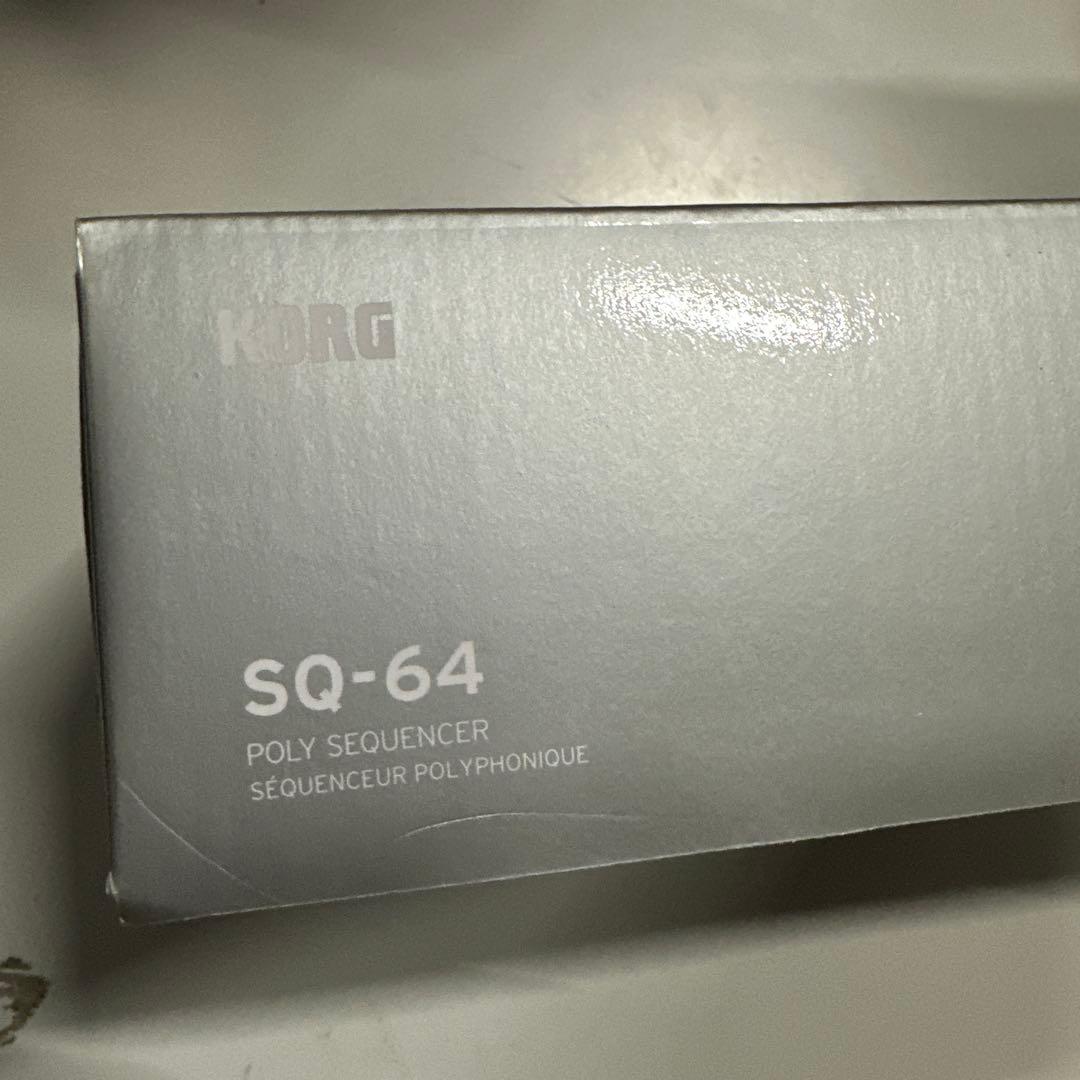 KORG
SQ-64
POLY SEQUENCER
SÉQUENCEUR POLYPHONIQUE